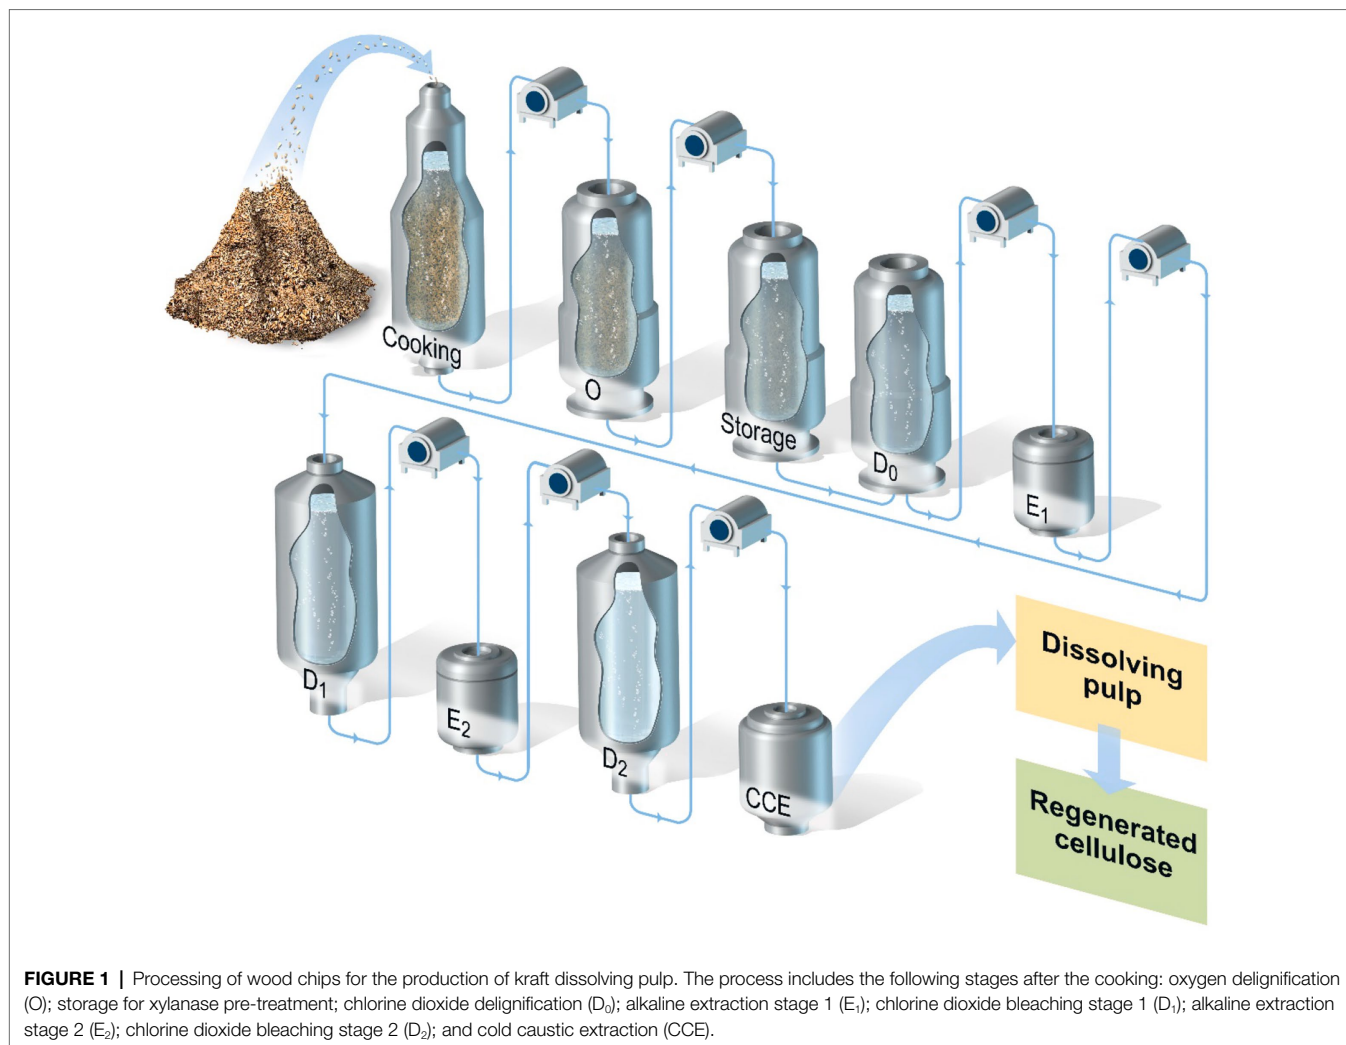 Cooking
O
Storage
D₀
E₁
D₁
E₂
D₂
CCE
Dissolving
pulp
Regenerated
cellulose
FIGURE 1 | Processing of wood chips for the production of kraft dissolving pulp. The process includes the following stages after the cooking: oxygen delignification
(O); storage for xylanase pre-treatment; chlorine dioxide delignification (D₀); alkaline extraction stage 1 (E₁); chlorine dioxide bleaching stage 1 (D₁); alkaline extraction
stage 2 (E₂); chlorine dioxide bleaching stage 2 (D₂); and cold caustic extraction (CCE).